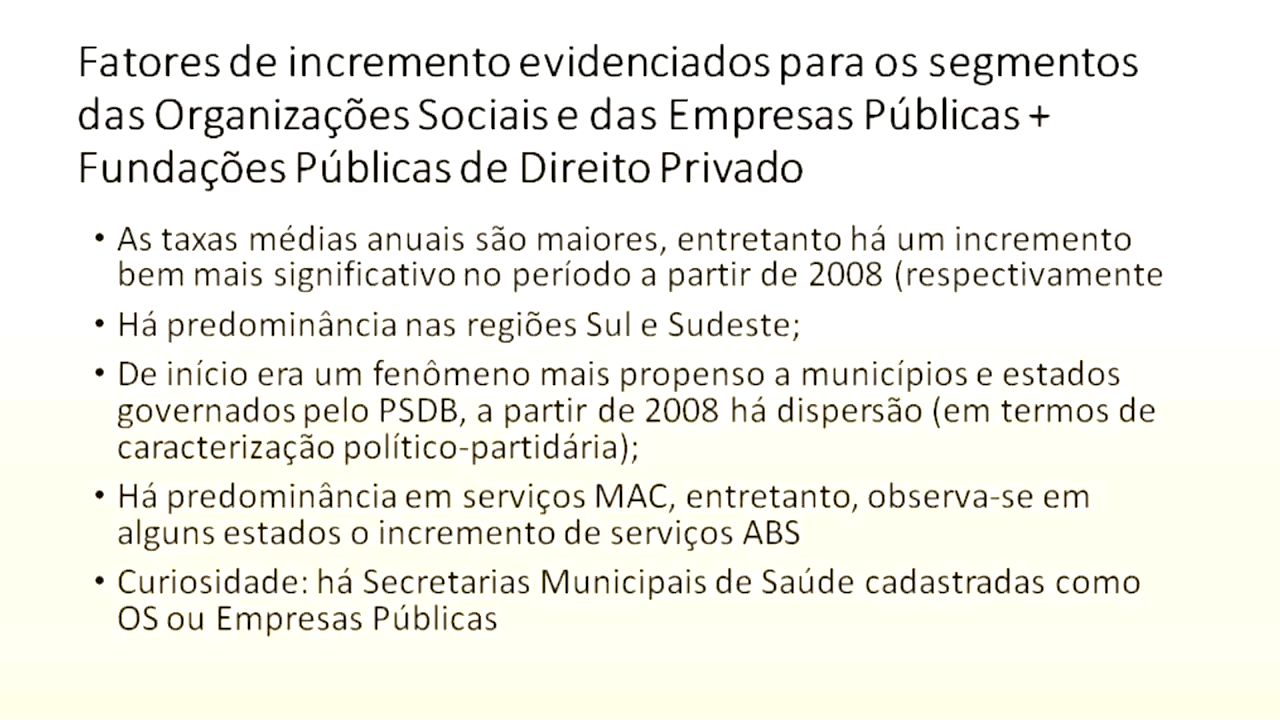 Fatores de incremento evidenciados para os segmentos
das Organizações Sociais e das Empresas Públicas +
Fundações Públicas de Direito Privado
• As taxas médias anuais são maiores, entretanto há um incremento
bem mais significativo no período a partir de 2008 (respectivamente
• Há predominância nas regiões Sul e Sudeste;
• De início era um fenômeno mais propenso a municípios e estados
governados pelo PSDB, a partir de 2008 há dispersão (em termos de
caracterização político-partidária);
• Há predominância em serviços MAC, entretanto, observa-se em
alguns estados o incremento de serviços ABS
• Curiosidade: há Secretarias Municipais de Saúde cadastradas como
OS ou Empresas Públicas